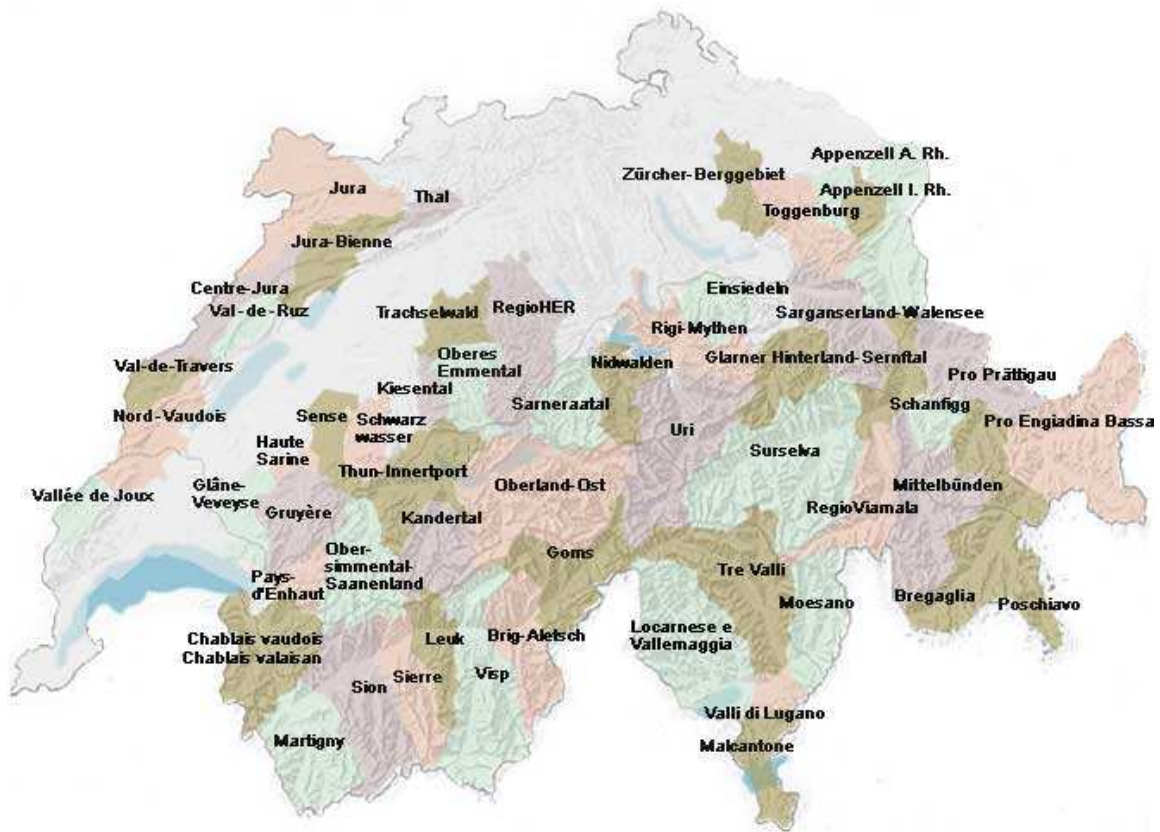 Appenzell A. Rh.
Zürcher-Berggebiet
Jura
Thal
Appenzell I. Rh.
Toggenburg
Jura-Bienne
Centre-Jura
Einsiedeln
Val-de-Ruz
Trachselwald
RegioHER
Sarganserland-Walensee
Rigi-Mythen
Oberes
Emmental
Nidwalden
Glarner Hinterland-Sernftal
Val-de-Travers
Kiesental
Pro Prättigau
Sarneraatal
Schanfigg
Nord-Vaudois
Sense
Schwarz
wasser
Pro Engiadina Bassa
Uri
Haute
Sarine
Surselva
Thun-Innertport
Vallée de Joux
Glâne-
Veveyse
Oberland-Ost
Mittelbünden
RegioViamala
Gruyère
Kandertal
Ober-
simmental-
Saanenland
Goms
Tre Valli
Pays-
d'Enhaut
Moesano
Bregaglia
Poschiavo
Chablais vaudois
Chablais valaisan
Leuk
Brig-Aletsch
Locarnese e
Vallemaggia
Sierre
Visp
Sion
Valli di Lugano
Martigny
Malcantone